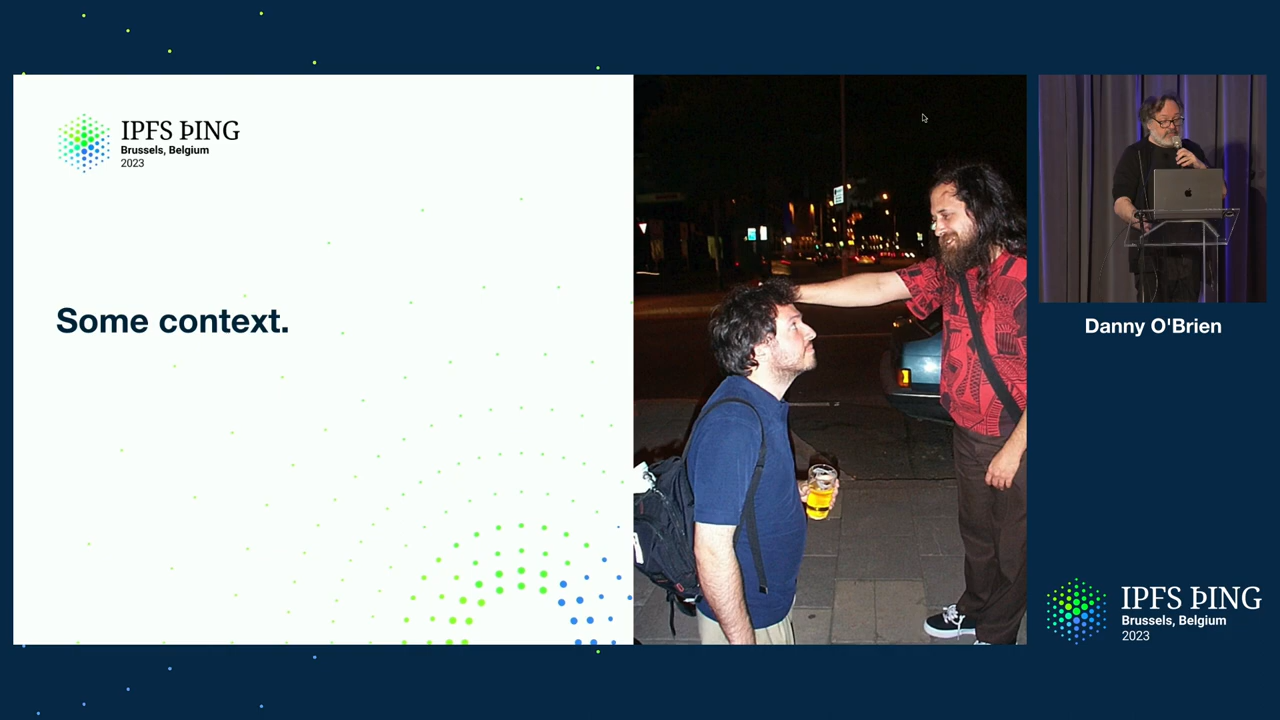 IPFS ÞING
Brussels, Belgium
2023
Some context.
Danny O'Brien
IPFS ÞING
Brussels, Belgium
2023